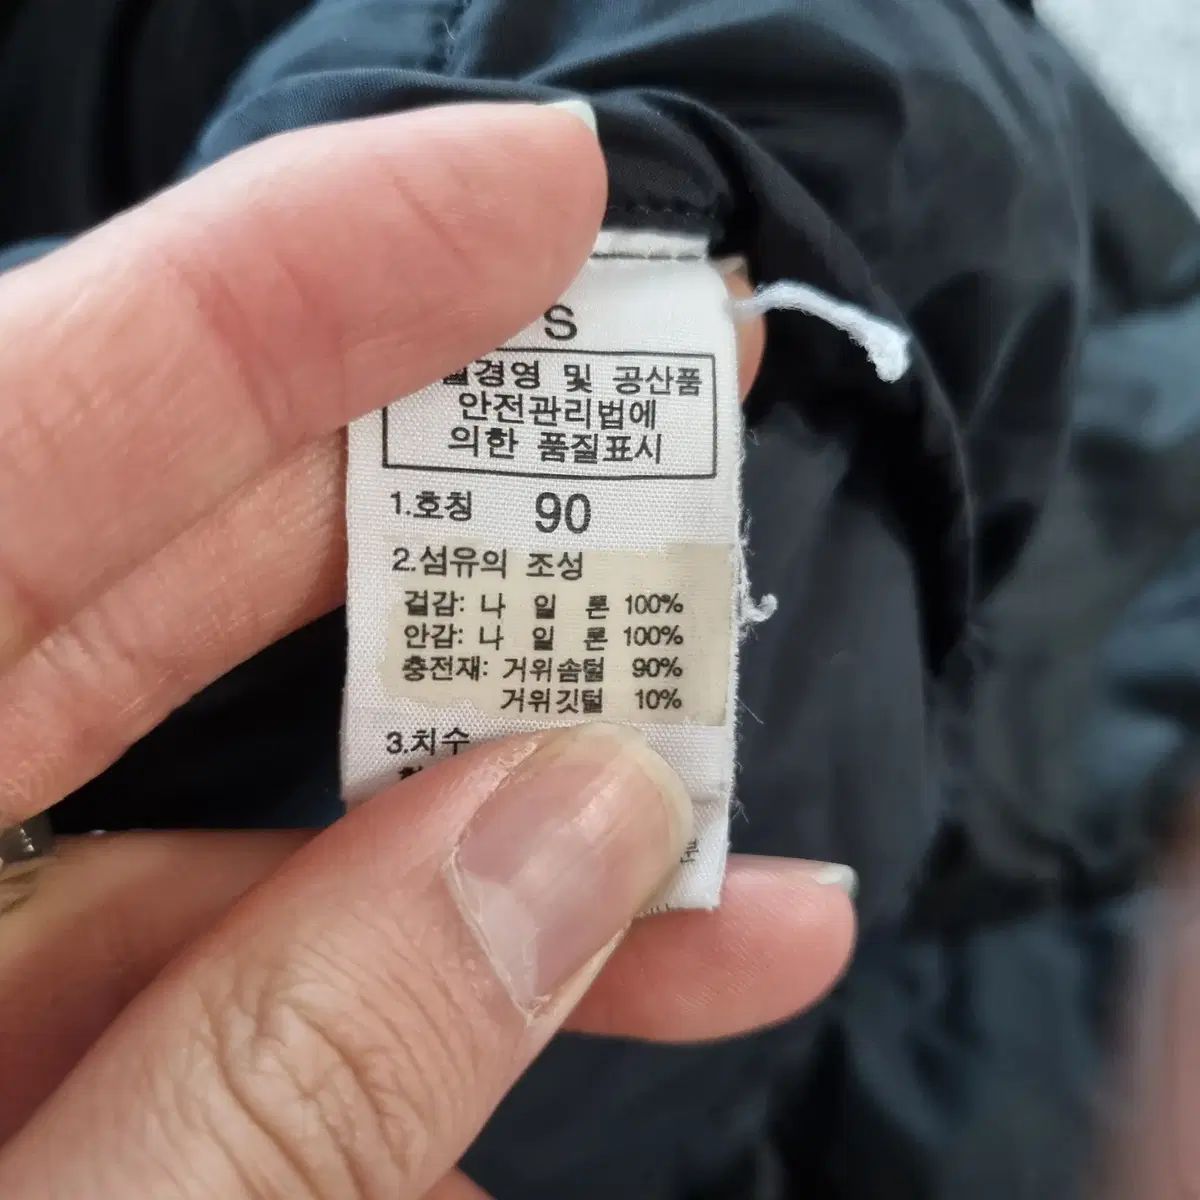 S
경영 및 공산품
안전관리법에
의한 품질표시
1.호칭 90
2.섬유의 조성
겉감: 나 일 론 100%
안감: 나 일 론 100%
충전재: 거위솜털 90%
거위깃털 10%
3.치수